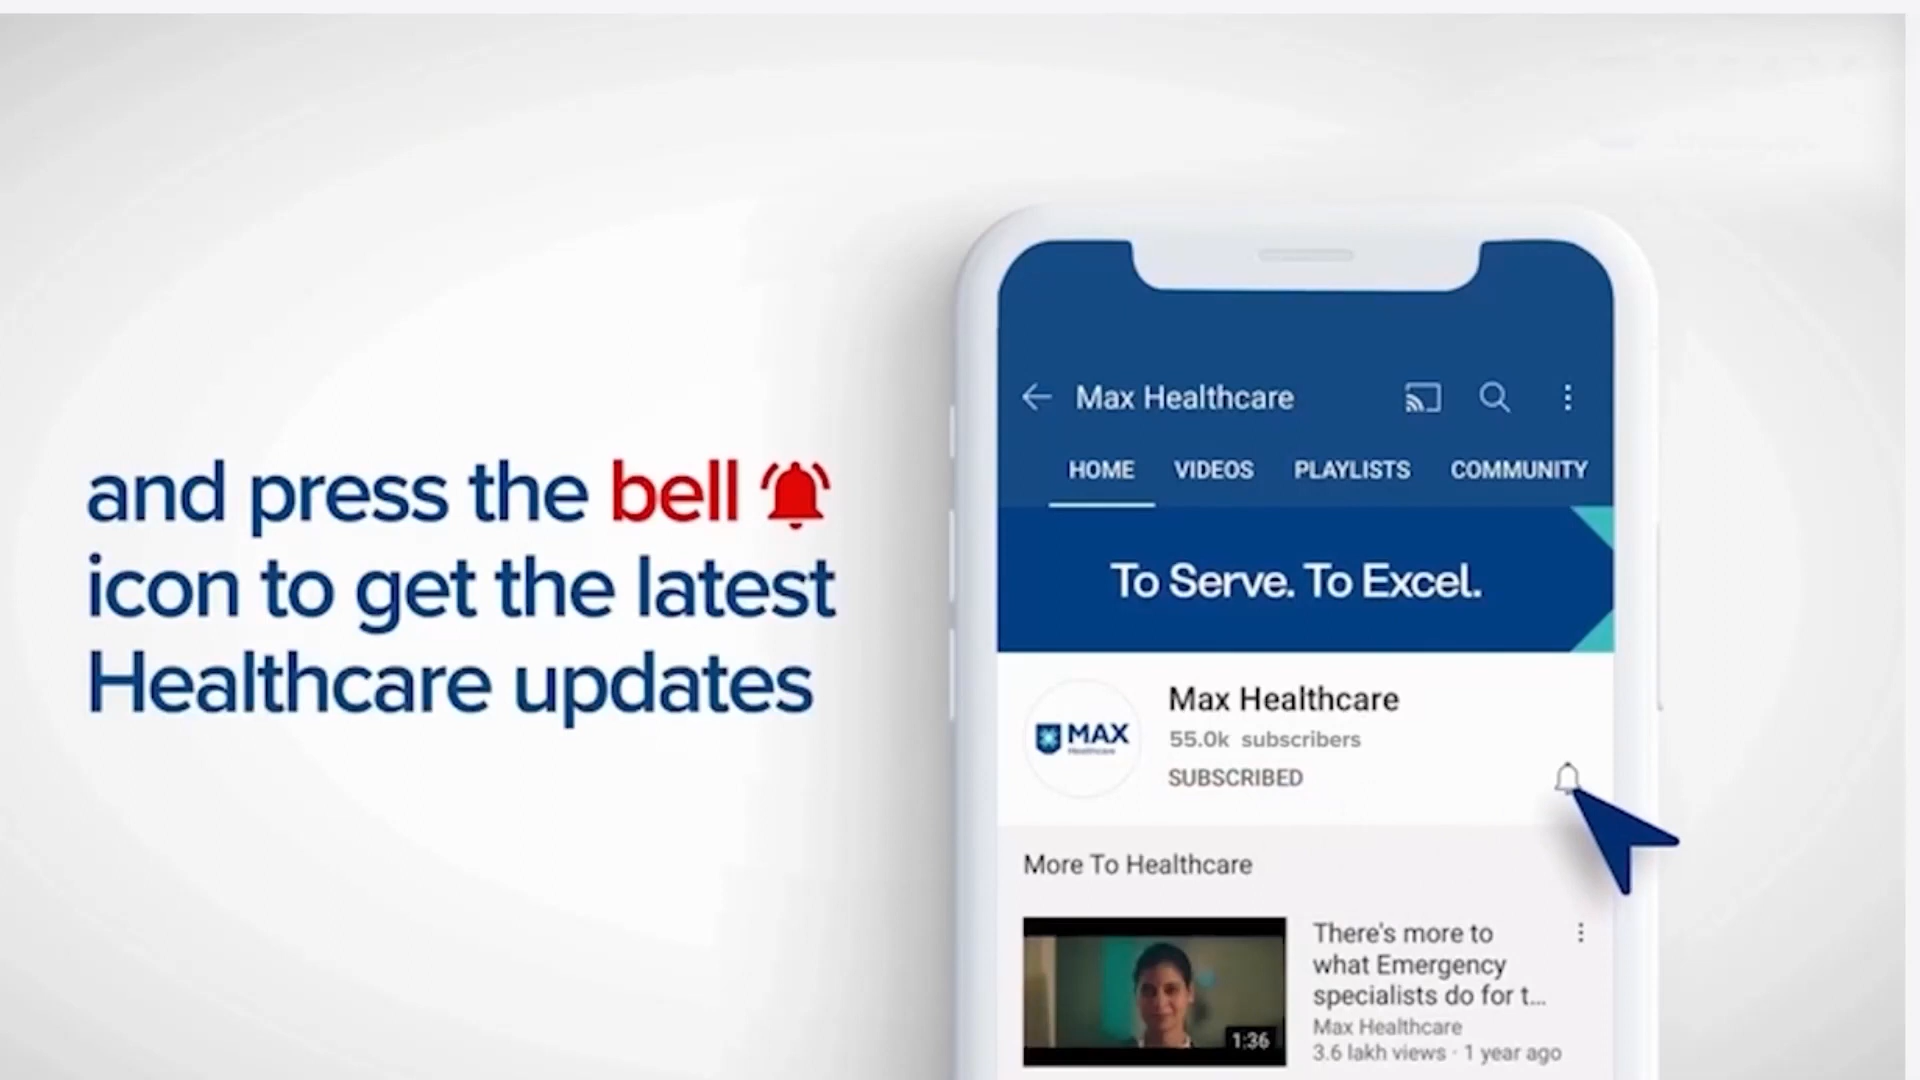 and press the bell
icon to get the latest
Healthcare updates
Max Healthcare
HOME VIDEOS PLAYLISTS COMMUNITY
To Serve. To Excel.
MAX
Healthcare
Max Healthcare
55.0k subscribers
SUBSCRIBED
More To Healthcare
1:36
There's more to
what Emergency
specialists do for t...
Max Healthcare
3.6 lakh views · 1 year ago